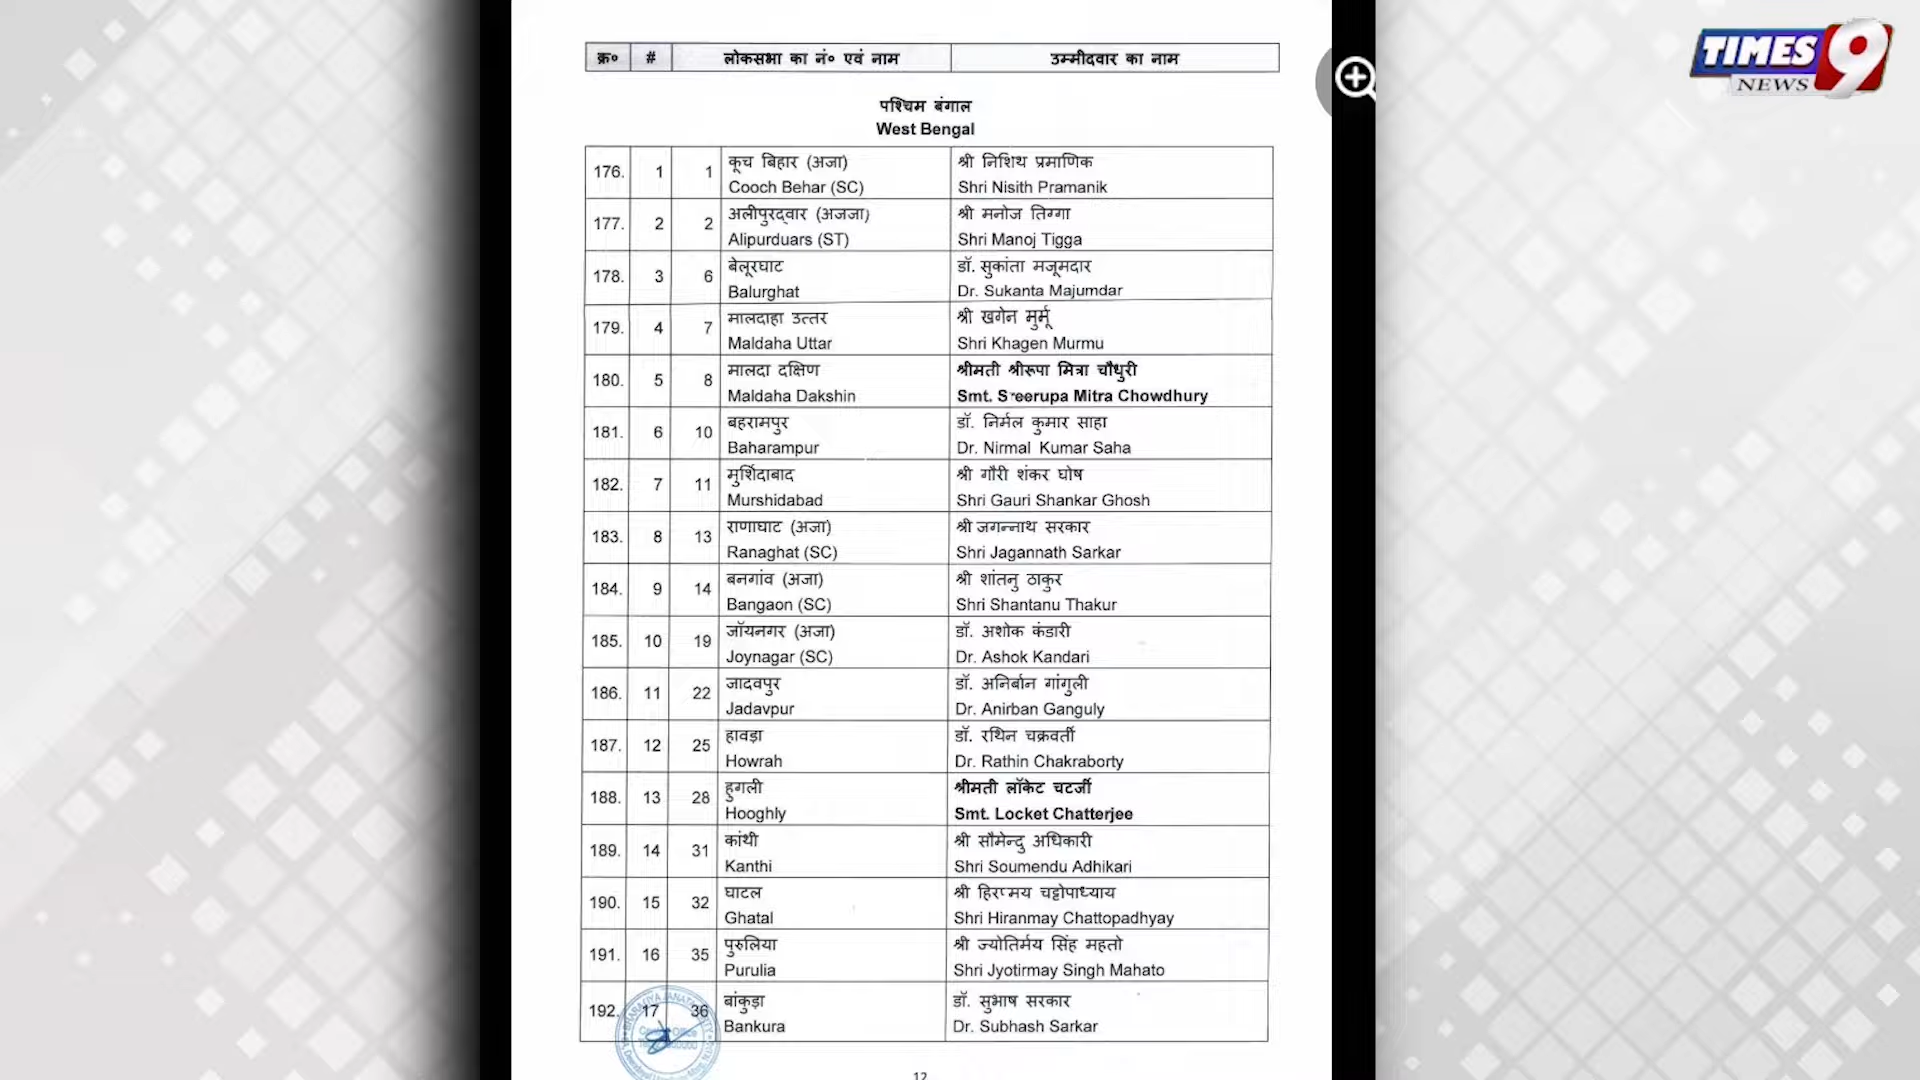 TIMES 9
NEWS
क्र० # लोकसभा का नं० एवं नाम उम्मीदवार का नाम
पश्चिम बंगाल
West Bengal
176. 1 1 कूच बिहार (अजा) श्री निशिथ प्रमाणिक
Cooch Behar (SC) Shri Nisith Pramanik
177. 2 2 अलीपुरद्वार (अजजा) श्री मनोज तिग्गा
Alipurduars (ST) Shri Manoj Tigga
178. 3 6 बेलूरघाट डॉ. सुकांता मजूमदार
Balurghat Dr. Sukanta Majumdar
179. 4 7 मालदाहा उत्तर श्री खगेन मुर्मू
Maldaha Uttar Shri Khagen Murmu
180. 5 8 मालदा दक्षिण श्रीमती श्रीरूपा मित्रा चौधुरी
Maldaha Dakshin Smt. Sreerupa Mitra Chowdhury
181. 6 10 बहरामपुर डॉ. निर्मल कुमार साहा
Baharampur Dr. Nirmal Kumar Saha
182. 7 11 मुर्शिदाबाद श्री गौरी शंकर घोष
Murshidabad Shri Gauri Shankar Ghosh
183. 8 13 राणाघाट (अजा) श्री जगन्नाथ सरकार
Ranaghat (SC) Shri Jagannath Sarkar
184. 9 14 बनगांव (अजा) श्री शांतनु ठाकुर
Bangaon (SC) Shri Shantanu Thakur
185. 10 19 जॉयनगर (अजा) डॉ. अशोक कंडारी
Joynagar (SC) Dr. Ashok Kandari
186. 11 22 जादवपुर डॉ. अनिर्बान गांगुली
Jadavpur Dr. Anirban Ganguly
187. 12 25 हावड़ा डॉ. रथिन चक्रवर्ती
Howrah Dr. Rathin Chakraborty
188. 13 28 हुगली श्रीमती लॉकेट चटर्जी
Hooghly Smt. Locket Chatterjee
189. 14 31 कांथी श्री सौमेन्दु अधिकारी
Kanthi Shri Soumendu Adhikari
190. 15 32 घाटल श्री हिरण्मय चट्टोपाध्याय
Ghatal Shri Hiranmay Chattopadhyay
191. 16 35 पुरुलिया श्री ज्योतिर्मय सिंह महतो
Purulia Shri Jyotirmay Singh Mahato
192. 17 36 बांकुड़ा डॉ. सुभाष सरकार
Bankura Dr. Subhash Sarkar
12